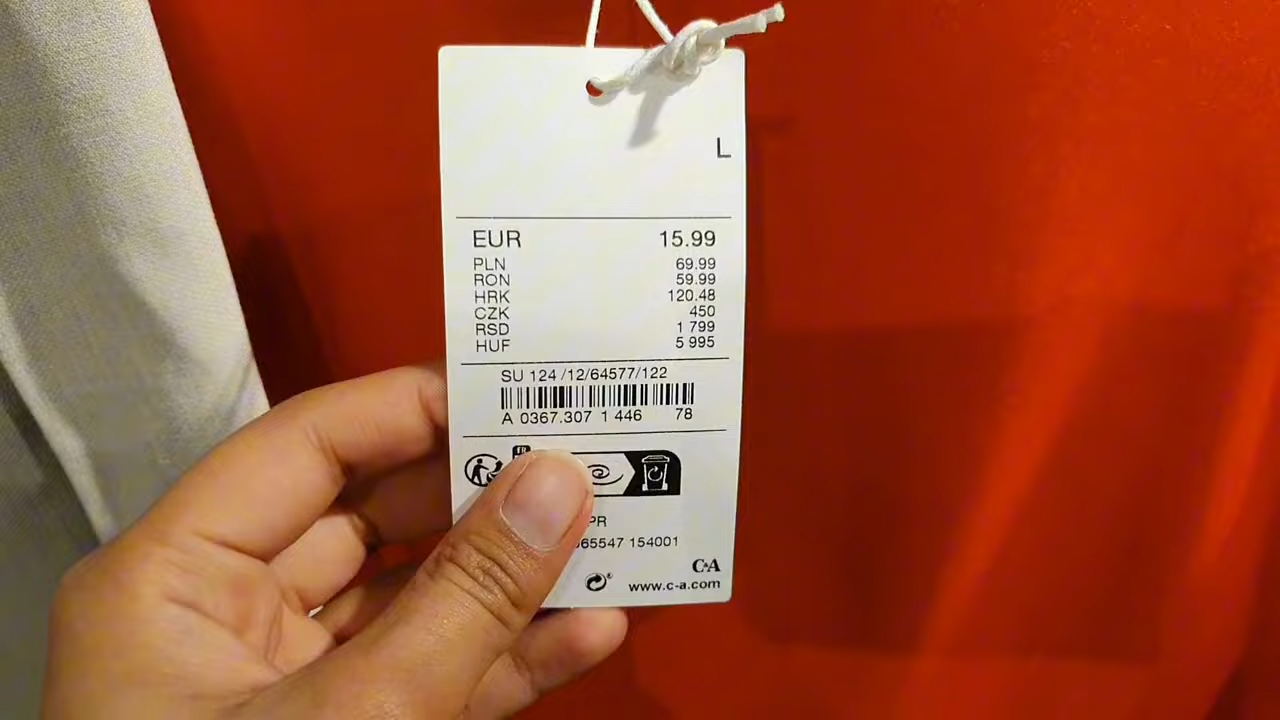 L
EUR 15.99
PLN 69.99
RON 59.99
HRK 120.48
CZK 450
RSD 1 799
HUF 5 995
SU 124 /12/64577/122
A 0367.307 1 446 78
FR
PR
65547 154001
C&A
www.c-a.com